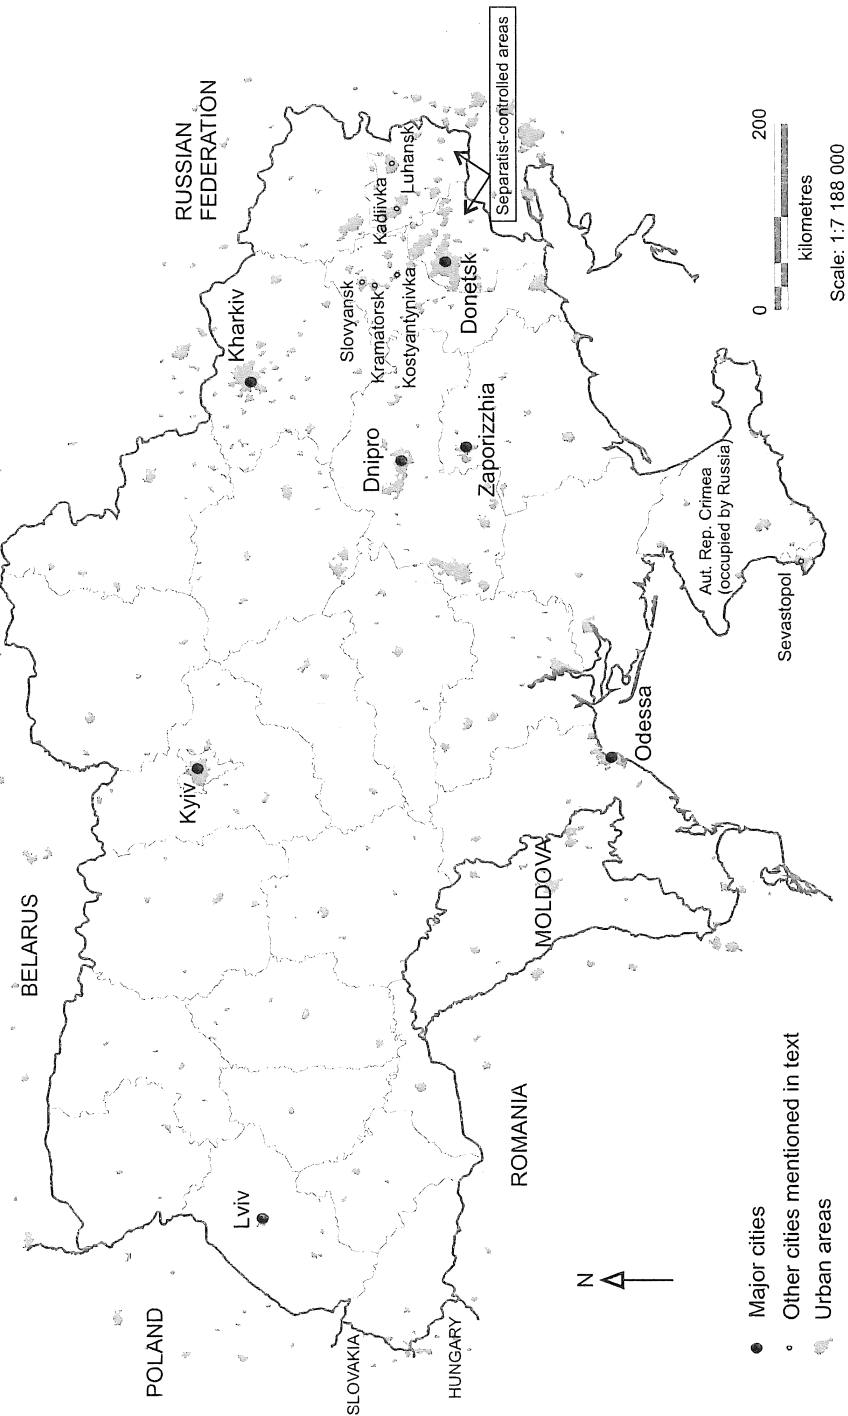 RUSSIAN
FEDERATION
BELARUS
POLAND
SLOVAKIA
HUNGARY
ROMANIA
MOLDOVA
Kharkiv
Kyiv
Lviv
Slovyansk
Kramatorsk
Kostyantynivka
Kadiivka
Luhansk
Donetsk
Dnipro
Zaporizzhia
Odessa
Separatist-controlled areas
Aut. Rep. Crimea
(occupied by Russia)
Sevastopol
N
Major cities
Other cities mentioned in text
Urban areas
0 200
kilometres
Scale: 1:7 188 000